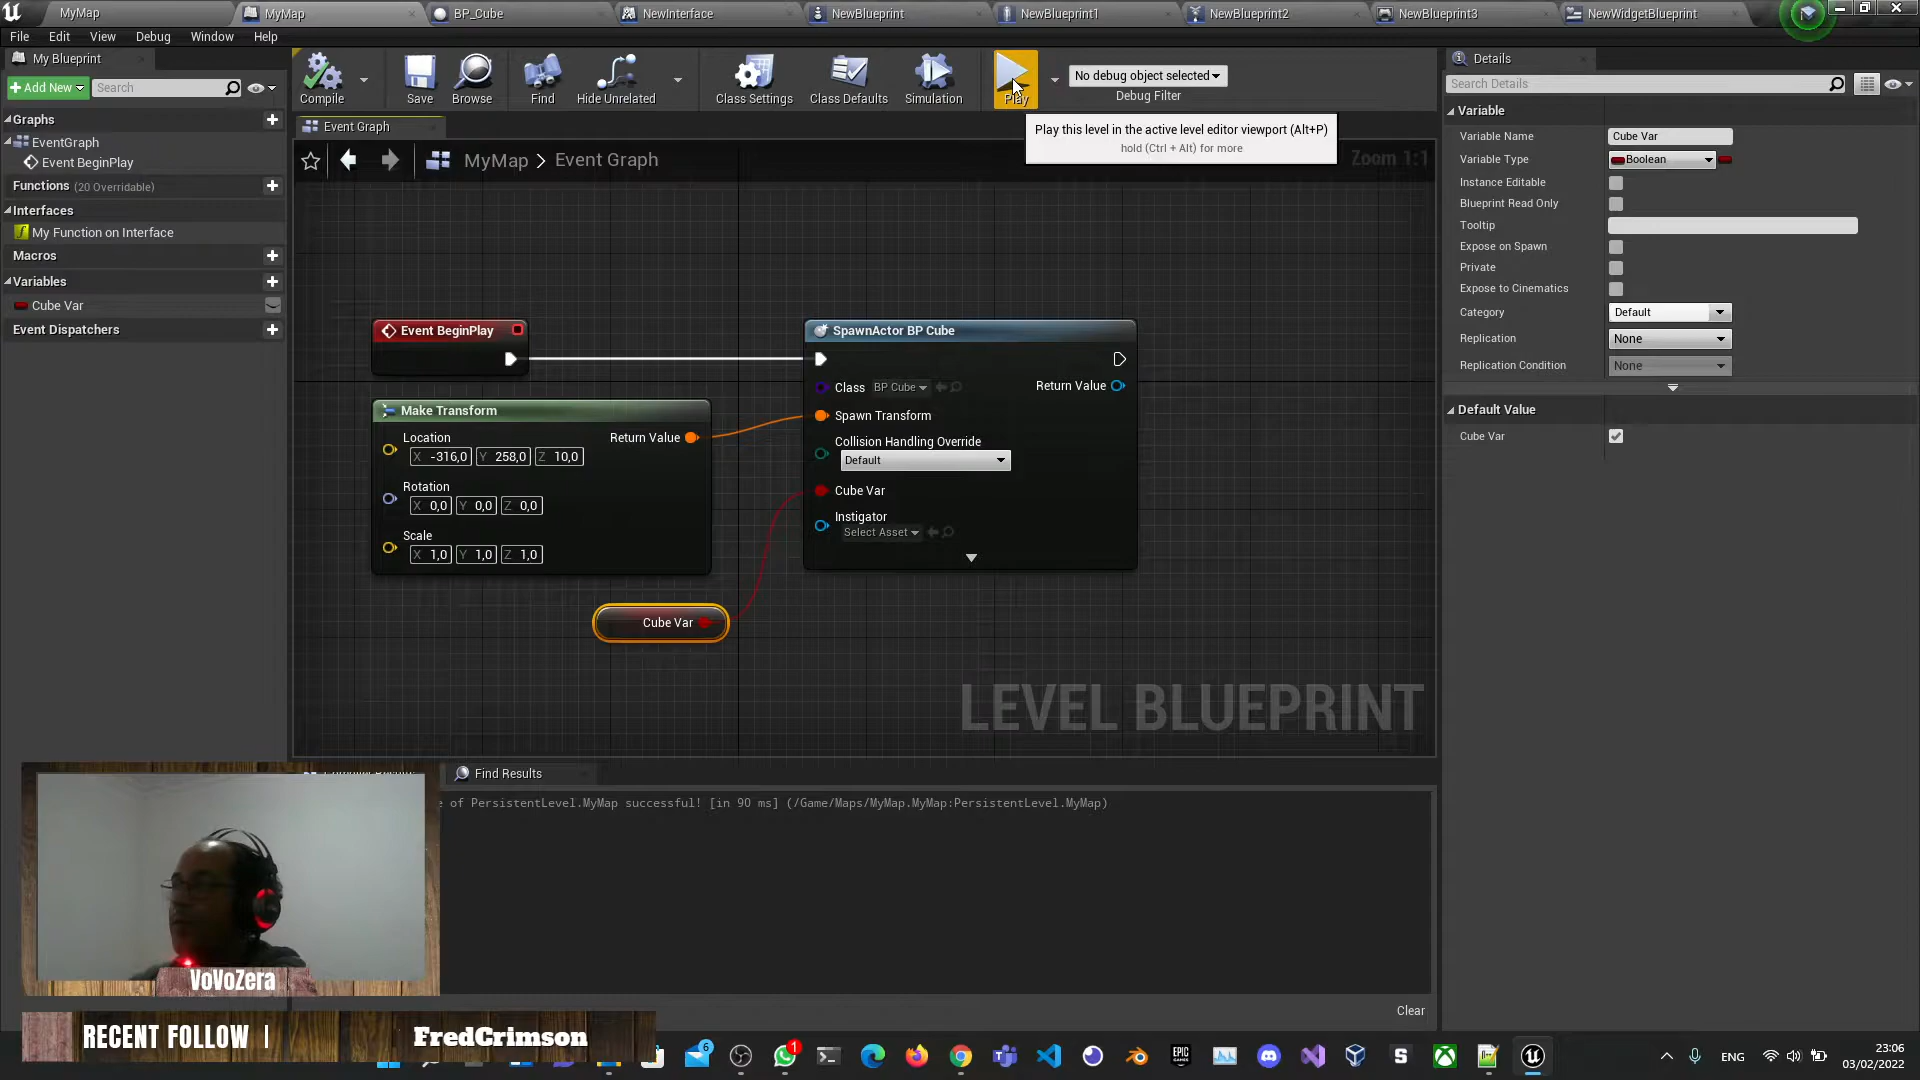 MyMap
MyMap
BP_Cube
NewInterface
NewBlueprint
NewBlueprint1
NewBlueprint2
NewBlueprint3
NewWidgetBlueprint
File
Edit
View
Debug
Window
Help
My Blueprint
Add New
Search
Graphs
EventGraph
Event BeginPlay
Functions (20 Overridable)
Interfaces
My Function on Interface
Macros
Variables
Cube Var
Event Dispatchers
Compile
Save
Browse
Find
Hide Unrelated
Class Settings
Class Defaults
Simulation
Play
No debug object selected
Debug Filter
Play this level in the active level editor viewport (Alt+P)
hold (Ctrl + Alt) for more
Event Graph
MyMap > Event Graph
Zoom 1:1
Event BeginPlay
Make Transform
Location
Return Value
X -316,0 Y 258,0 Z 10,0
Rotation
X 0,0 Y 0,0 Z 0,0
Scale
X 1,0 Y 1,0 Z 1,0
SpawnActor BP Cube
Class BP Cube
Return Value
Spawn Transform
Collision Handling Override
Default
Cube Var
Instigator
Select Asset
Cube Var
LEVEL BLUEPRINT
Find Results
e of PersistentLevel.MyMap successful! [in 90 ms] (/Game/Maps/MyMap.MyMap:PersistentLevel.MyMap)
Clear
Details
Search Details
Variable
Variable Name Cube Var
Variable Type Boolean
Instance Editable
Blueprint Read Only
Tooltip
Expose on Spawn
Private
Expose to Cinematics
Category Default
Replication None
Replication Condition None
Default Value
Cube Var
VoVoZera
RECENT FOLLOW
FredCrimson
6
1
EPIC
GAMES
ENG
23:06
03/02/2022